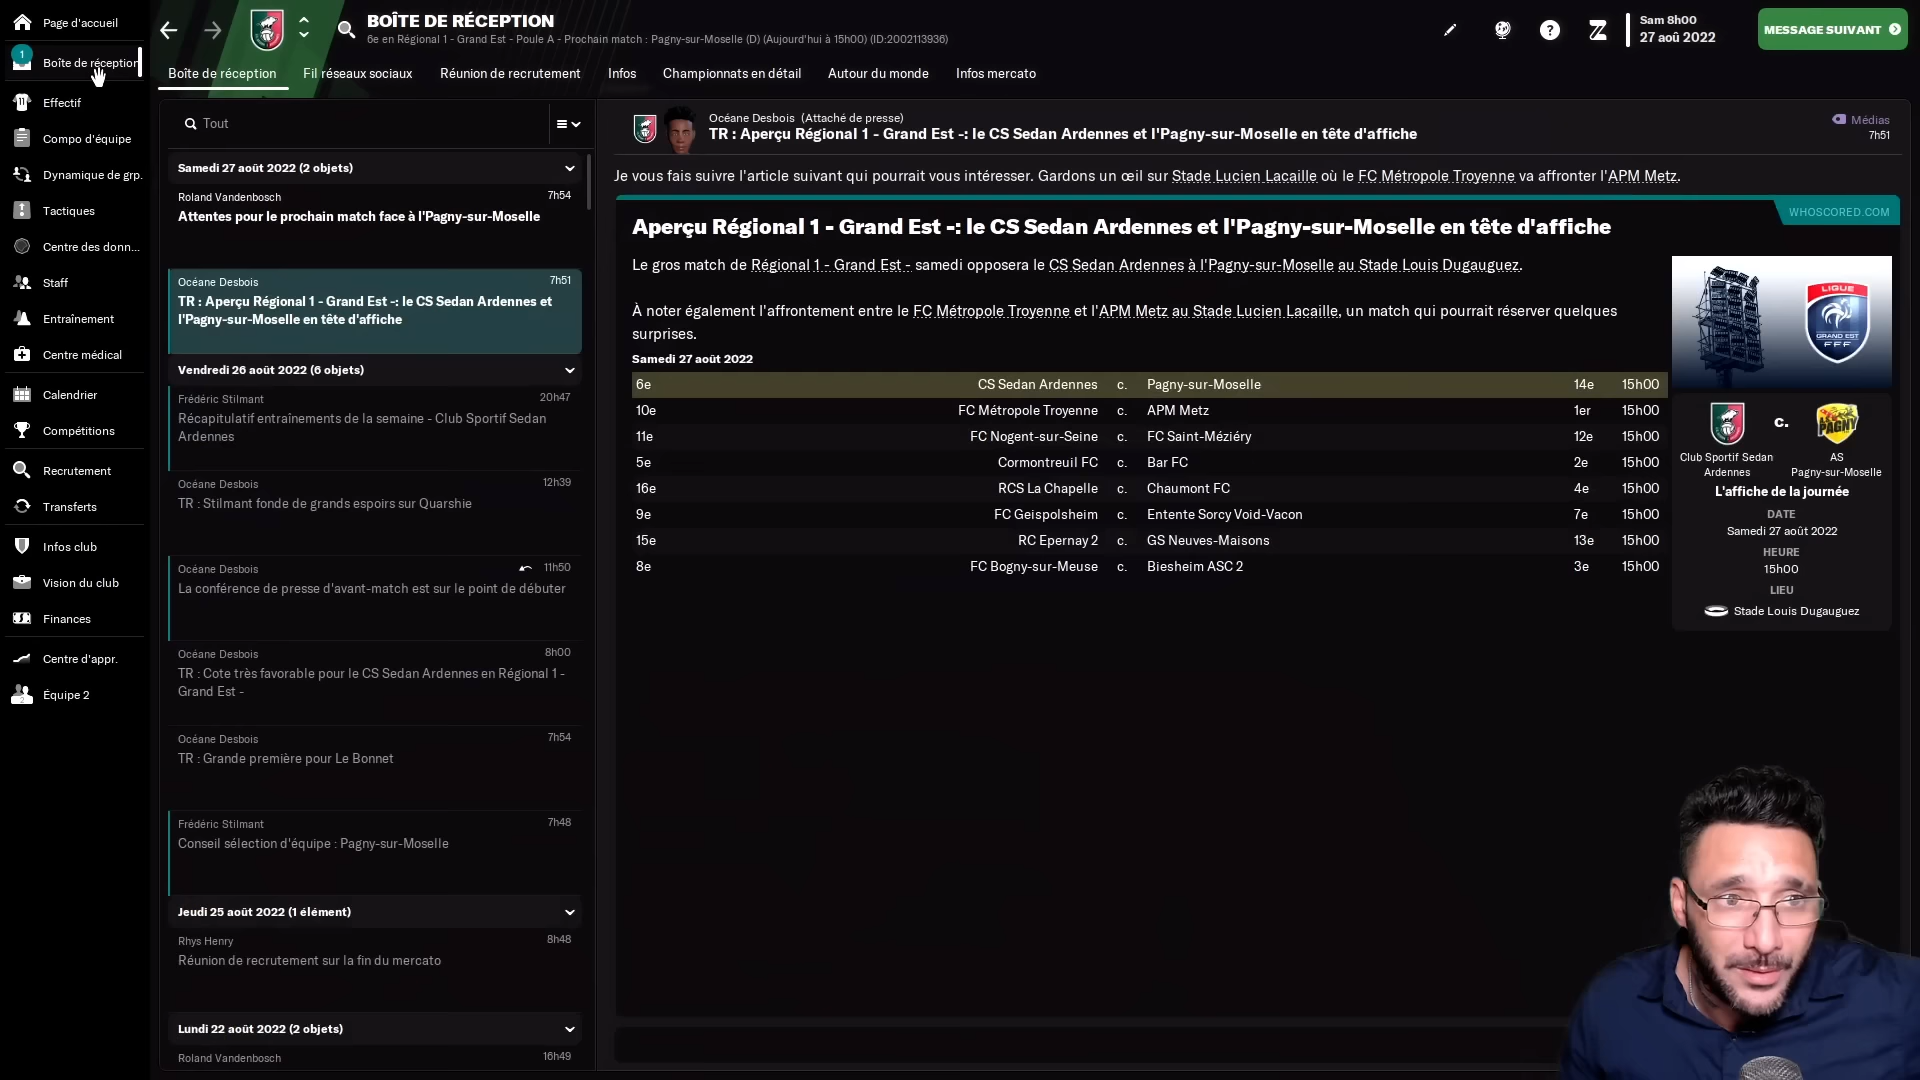 Page d'accueil
1
Boîte de réception
Effectif
Compo d'équipe
Dynamique de grp.
Tactiques
Centre des donn...
Staff
Entraînement
Centre médical
Calendrier
Compétitions
Recrutement
Transferts
Infos club
Vision du club
Finances
Centre d'appr.
Équipe 2
BOÎTE DE RÉCEPTION
6e en Régional 1 - Grand Est - Poule A - Prochain match : Pagny-sur-Moselle (D) (Aujourd'hui à 15h00) (ID:2002113936)
Sam 8h00
27 aoû 2022
MESSAGE SUIVANT
Boîte de réception Fil réseaux sociaux Réunion de recrutement Infos Championnats en détail Autour du monde Infos mercato
Tout
Samedi 27 août 2022 (2 objets)
Roland Vandenbosch 7h54
Attentes pour le prochain match face à l'Pagny-sur-Moselle
Océane Desbois 7h51
TR : Aperçu Régional 1 - Grand Est -: le CS Sedan Ardennes et
l'Pagny-sur-Moselle en tête d'affiche
Vendredi 26 août 2022 (6 objets)
Frédéric Stilmant 20h47
Récapitulatif entraînements de la semaine - Club Sportif Sedan
Ardennes
Océane Desbois 12h39
TR : Stilmant fonde de grands espoirs sur Quarshie
Océane Desbois 11h50
La conférence de presse d'avant-match est sur le point de débuter
Océane Desbois 8h00
TR : Cote très favorable pour le CS Sedan Ardennes en Régional 1 -
Grand Est -
Océane Desbois 7h54
TR : Grande première pour Le Bonnet
Frédéric Stilmant 7h48
Conseil sélection d'équipe : Pagny-sur-Moselle
Jeudi 25 août 2022 (1 élément)
Rhys Henry 8h48
Réunion de recrutement sur la fin du mercato
Lundi 22 août 2022 (2 objets)
Roland Vandenbosch 16h49
Océane Desbois (Attaché de presse)
TR : Aperçu Régional 1 - Grand Est -: le CS Sedan Ardennes et l'Pagny-sur-Moselle en tête d'affiche
Médias
7h51
Je vous fais suivre l'article suivant qui pourrait vous intéresser. Gardons un œil sur Stade Lucien Lacaille où le FC Métropole Troyenne va affronter l'APM Metz.
WHOSCORED.COM
Aperçu Régional 1 - Grand Est -: le CS Sedan Ardennes et l'Pagny-sur-Moselle en tête d'affiche
Le gros match de Régional 1 - Grand Est - samedi opposera le CS Sedan Ardennes à l'Pagny-sur-Moselle au Stade Louis Dugauguez.
À noter également l'affrontement entre le FC Métropole Troyenne et l'APM Metz au Stade Lucien Lacaille, un match qui pourrait réserver quelques
surprises.
Samedi 27 août 2022
6e CS Sedan Ardennes c. Pagny-sur-Moselle 14e 15h00
10e FC Métropole Troyenne c. APM Metz 1er 15h00
11e FC Nogent-sur-Seine c. FC Saint-Méziéry 12e 15h00
5e Cormontreuil FC c. Bar FC 2e 15h00
16e RCS La Chapelle c. Chaumont FC 4e 15h00
9e FC Geispolsheim c. Entente Sorcy Void-Vacon 7e 15h00
15e RC Epernay 2 c. GS Neuves-Maisons 13e 15h00
8e FC Bogny-sur-Meuse c. Biesheim ASC 2 3e 15h00
LIGUE
GRAND EST
FFF
c.
PAGNY
Club Sportif Sedan
Ardennes
AS
Pagny-sur-Moselle
L'affiche de la journée
DATE
Samedi 27 août 2022
HEURE
15h00
LIEU
Stade Louis Dugauguez